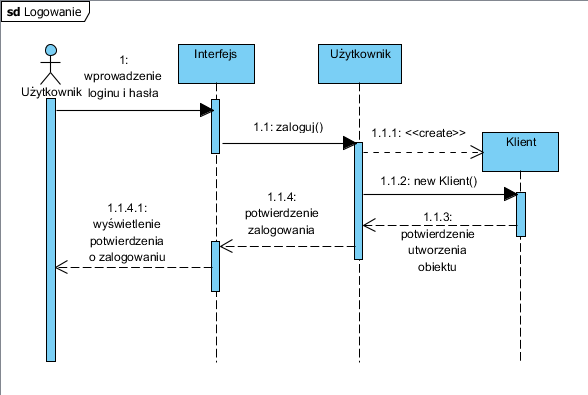 sd Logowanie
Użytkownik
1:
wprowadzenie
loginu i hasła
Interfejs
Użytkownik
1.1: zaloguj()
1.1.1: <<create>>
Klient
1.1.2: new Klient()
1.1.3:
potwierdzenie
utworzenia
obiektu
1.1.4:
potwierdzenie
zalogowania
1.1.4.1:
wyświetlenie
potwierdzenia
o zalogowaniu